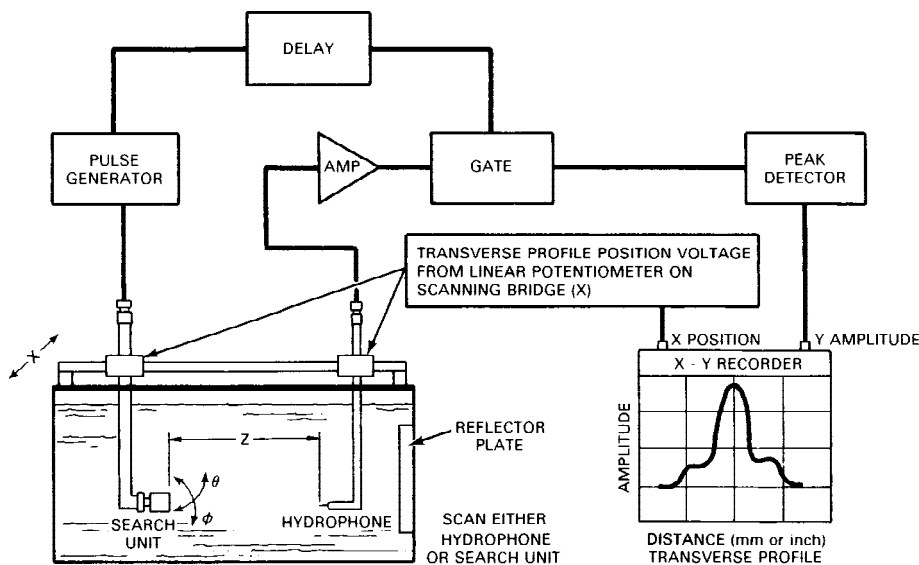 DELAY
PULSE
GENERATOR
AMP
GATE
PEAK
DETECTOR
TRANSVERSE PROFILE POSITION VOLTAGE
FROM LINEAR POTENTIOMETER ON
SCANNING BRIDGE (X)
X POSITION
Y AMPLITUDE
X
X - Y RECORDER
AMPLITUDE
Z
REFLECTOR
PLATE
θ
φ
SEARCH
UNIT
HYDROPHONE
SCAN EITHER
HYDROPHONE
OR SEARCH UNIT
DISTANCE (mm or inch)
TRANSVERSE PROFILE